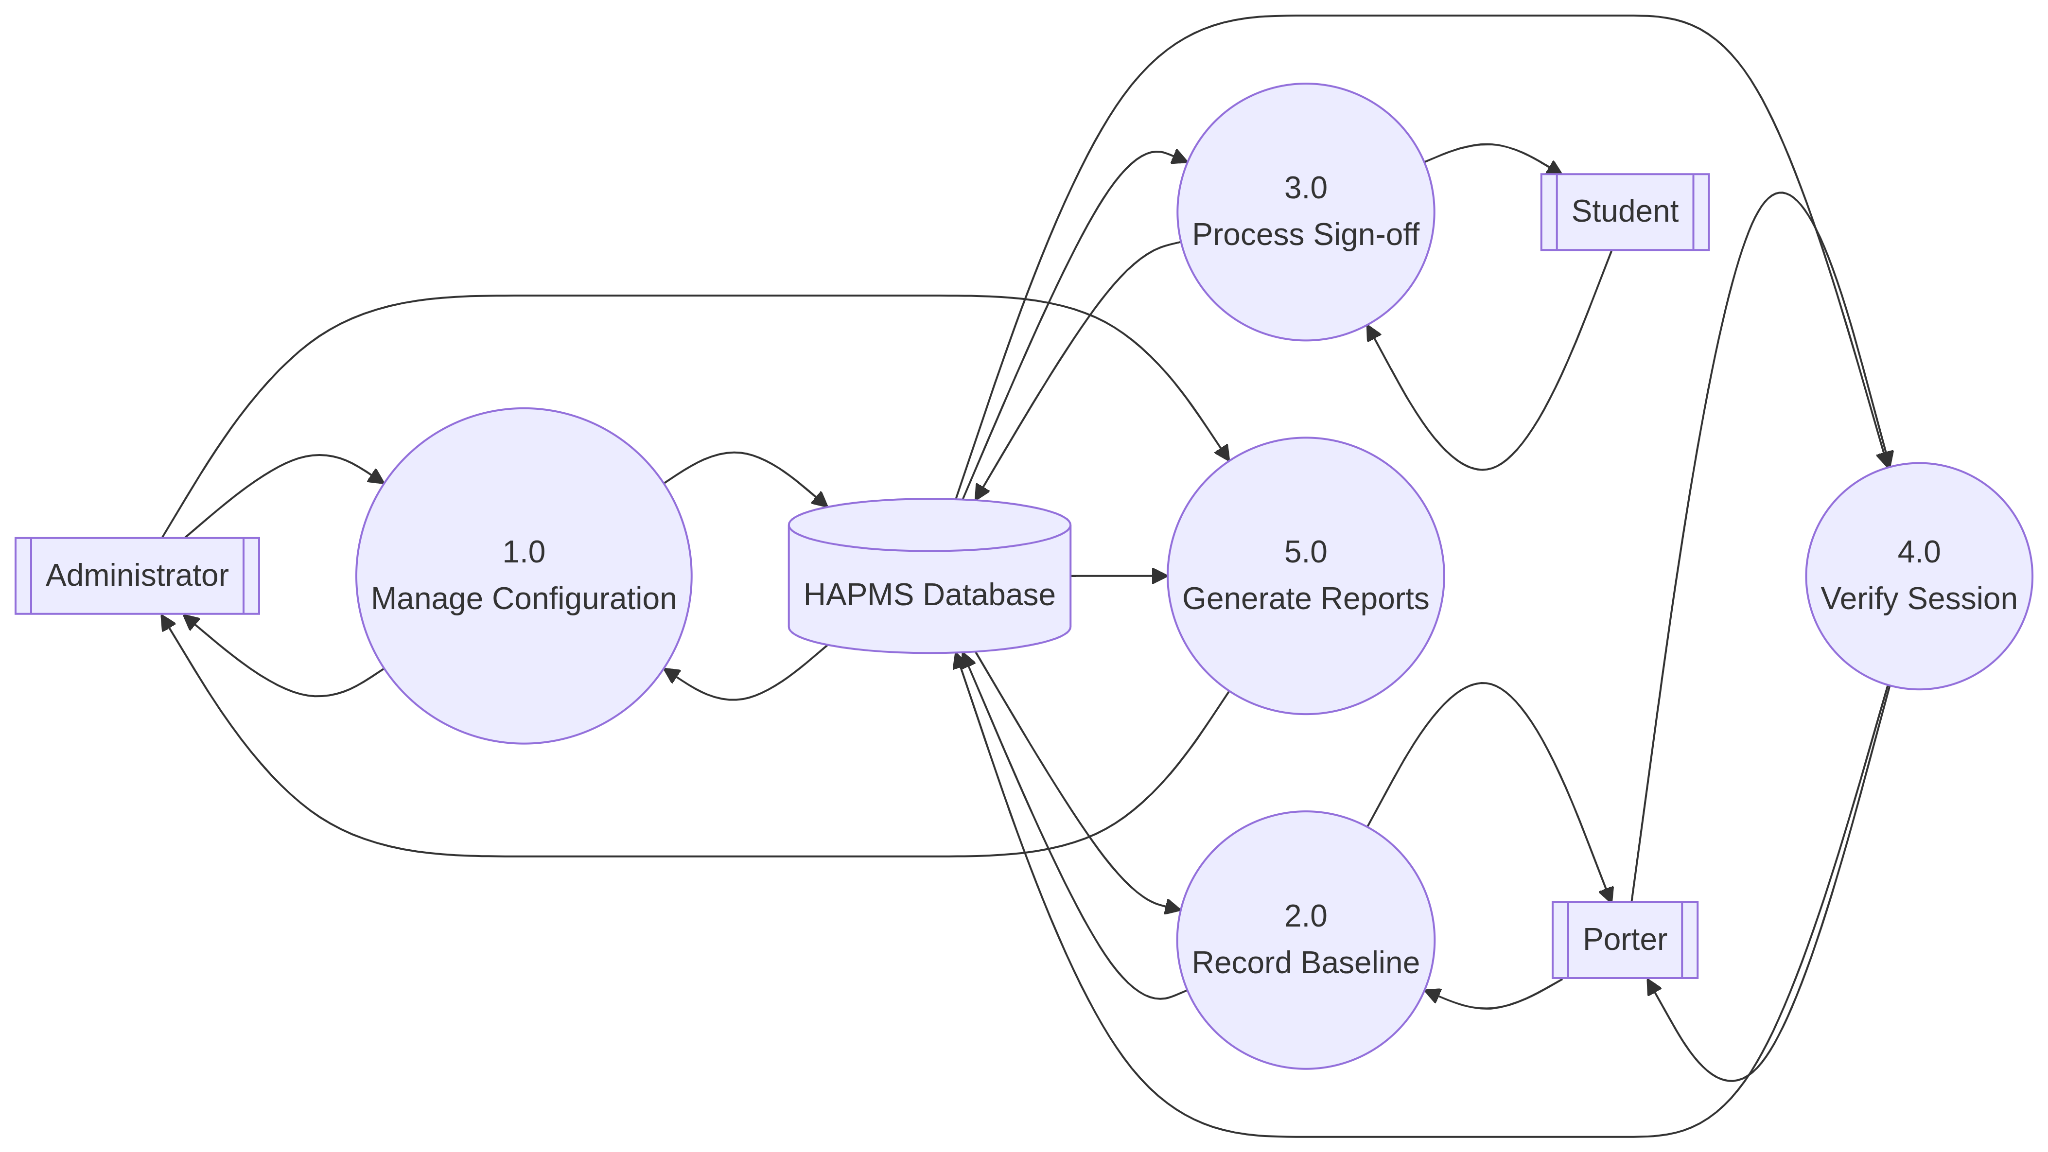 3.0
Process Sign-off
Student
Administrator
1.0
Manage Configuration
HAPMS Database
5.0
Generate Reports
4.0
Verify Session
2.0
Record Baseline
Porter